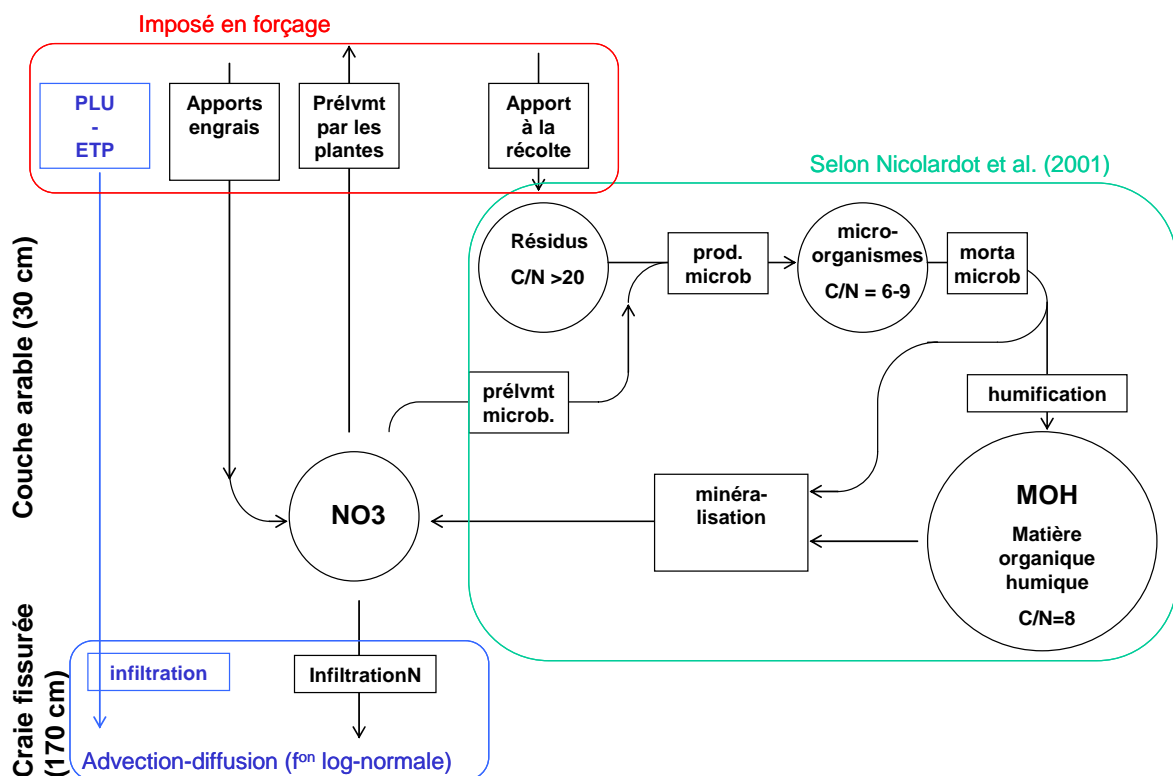 Imposé en forçage
PLU
-
ETP
Apports
engrais
Prélvmt
par les
plantes
Apport
à la
récolte
Selon Nicolardot et al. (2001)
Couche arable (30 cm)
Résidus
C/N >20
prod.
microb
micro-
organismes
C/N = 6-9
morta
microb
prélvmt
microb.
humification
NO3
minéra-
lisation
MOH
Matière
organique
humique
C/N=8
Craie fissurée
(170 cm)
infiltration
InfiltrationN
Advection-diffusion (fᵒⁿ log-normale)